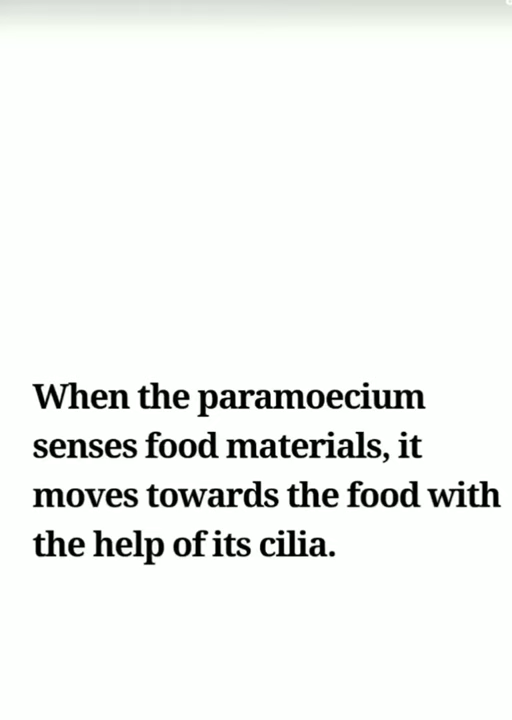 When the paramoecium
senses food materials, it
moves towards the food with
the help of its cilia.